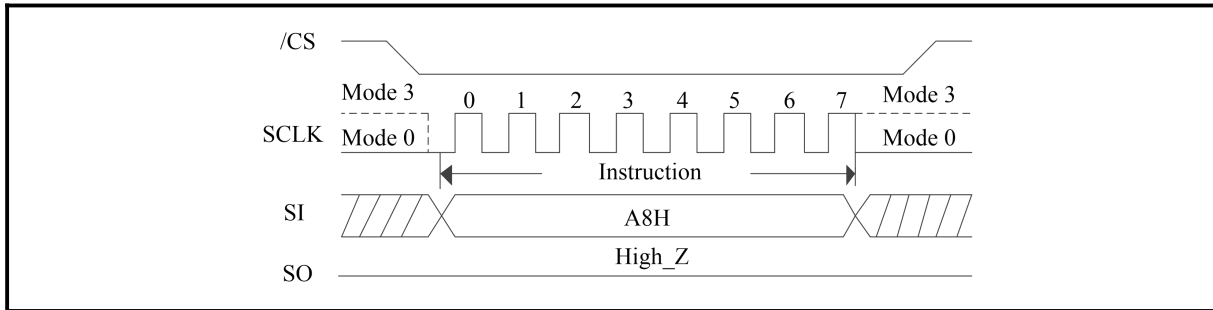 /CS
Mode 3 0 1 2 3 4 5 6 7 Mode 3
SCLK Mode 0 Mode 0
Instruction
SI A8H
High_Z
SO